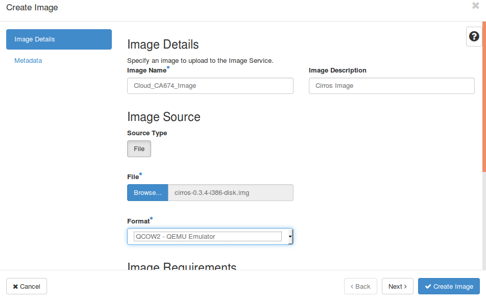 Create Image
×
Image Details
Metadata
?
Image Details
Specify an image to upload to the Image Service.
Image Name*
Image Description
Cloud_CA674_Image
Cirros Image
Image Source
Source Type
File
File*
Browse...
cirros-0.3.4-i386-disk.img
Format*
QCOW2 - QEMU Emulator
Image Requirements
× Cancel
< Back
Next >
✓ Create Image